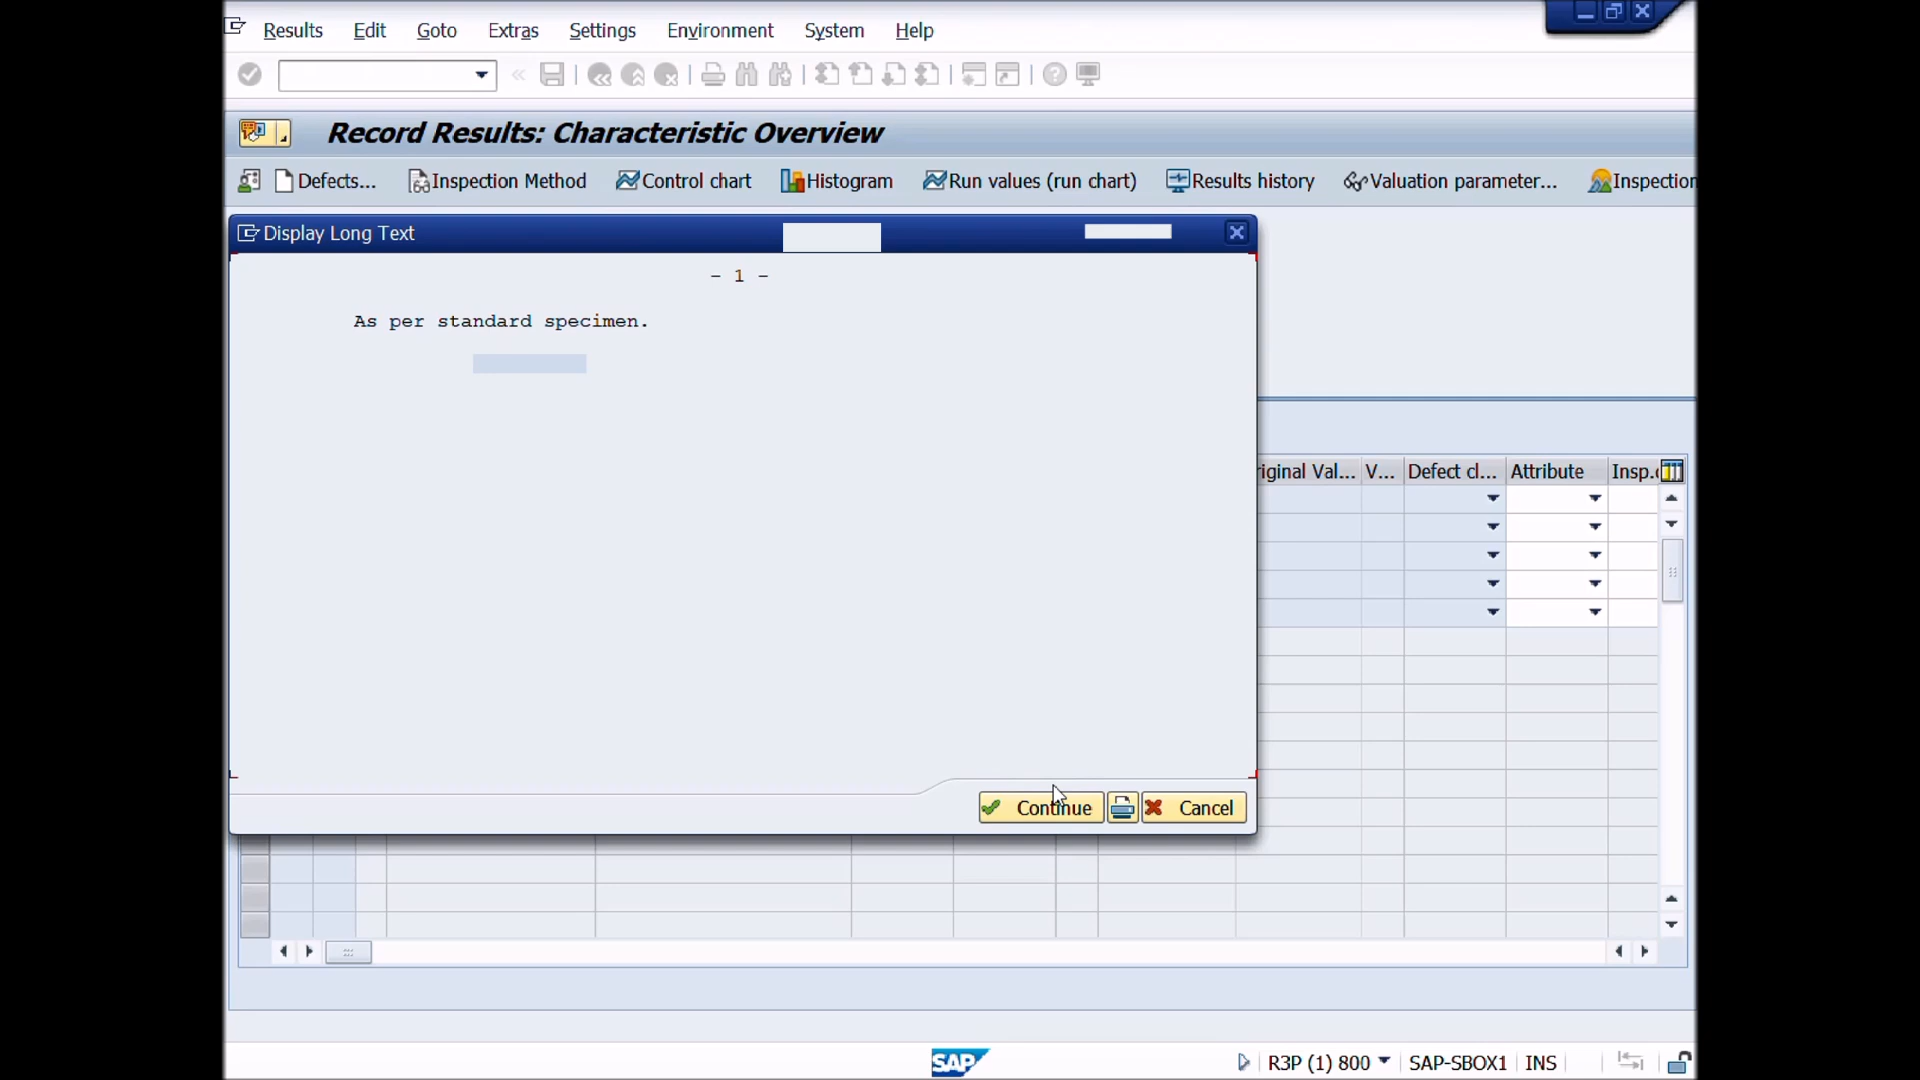 Results Edit Goto Extras Settings Environment System Help
Record Results: Characteristic Overview
Defects... Inspection Method Control chart Histogram Run values (run chart) Results history Valuation parameter... Inspection
Display Long Text
- 1 -
As per standard specimen.
riginal Val... V... Defect cl... Attribute Insp.
Continue Cancel
SAP R3P (1) 800 SAP-SBOX1 INS